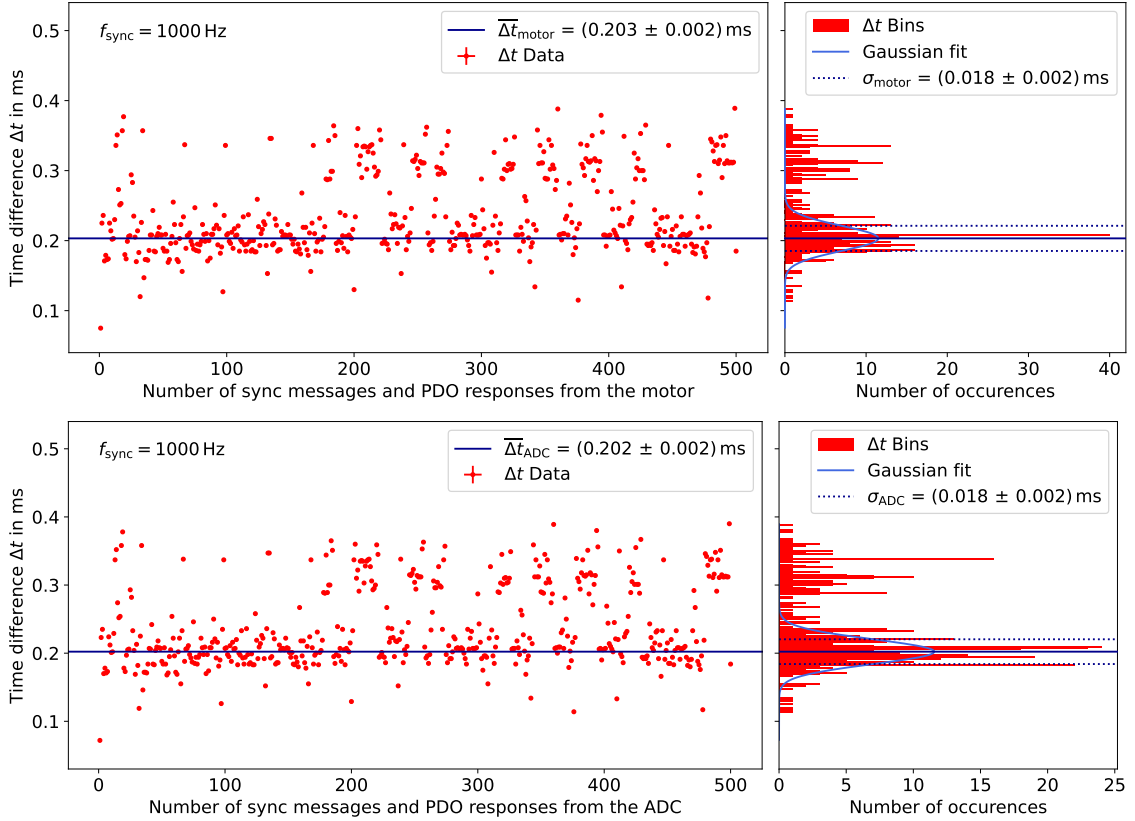 f_sync = 1000 Hz
Δt_motor = (0.203 ± 0.002) ms
Δt Data
Time difference Δt in ms
0.5
0.4
0.3
0.2
0.1
0 100 200 300 400 500
Number of sync messages and PDO responses from the motor
Δt Bins
Gaussian fit
σ_motor = (0.018 ± 0.002) ms
0 10 20 30 40
Number of occurences
f_sync = 1000 Hz
Δt_ADC = (0.202 ± 0.002) ms
Δt Data
Time difference Δt in ms
0.5
0.4
0.3
0.2
0.1
0 100 200 300 400 500
Number of sync messages and PDO responses from the ADC
Δt Bins
Gaussian fit
σ_ADC = (0.018 ± 0.002) ms
0 5 10 15 20 25
Number of occurences